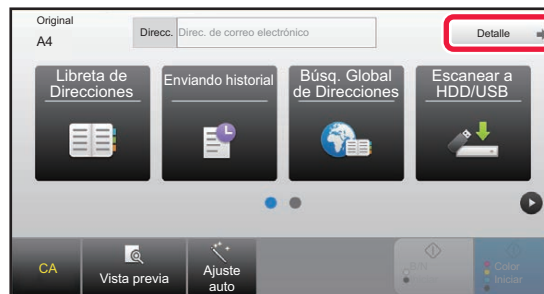 Original
A4
Direcc. Direc. de correo electrónico
Detalle
Libreta de
Direcciones
Enviando historial
Búsq. Global
de Direcciones
Escanear a
HDD/USB
CA
Vista previa
Ajuste
auto
B/N
Iniciar
Color
Iniciar